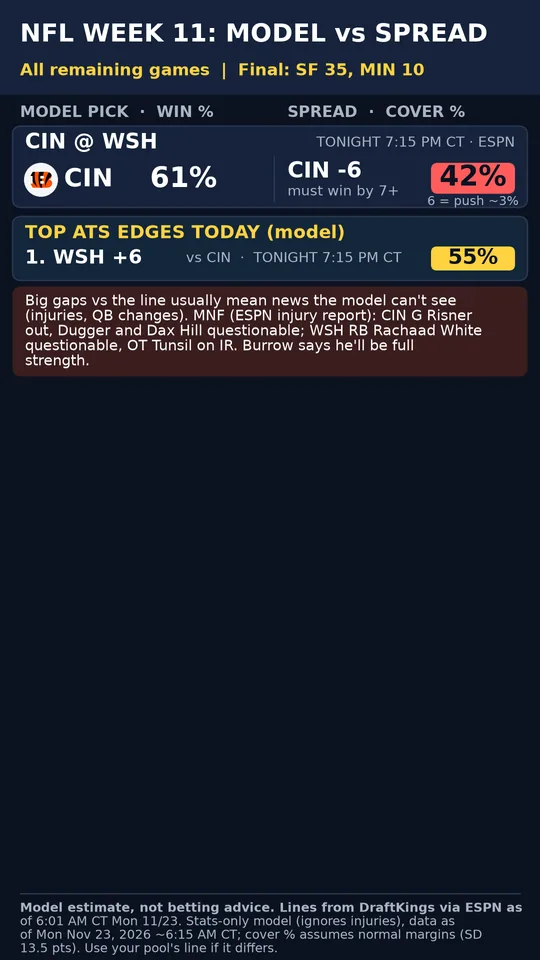 NFL WEEK 11: MODEL vs SPREAD
All remaining games | Final: SF 35, MIN 10
MODEL PICK · WIN % SPREAD · COVER %
CIN @ WSH TONIGHT 7:15 PM CT · ESPN
CIN 61% CIN -6 42%
must win by 7+
6 = push ~3%
TOP ATS EDGES TODAY (model)
1. WSH +6 vs CIN · TONIGHT 7:15 PM CT 55%
Big gaps vs the line usually mean news the model can't see
(injuries, QB changes). MNF (ESPN injury report): CIN G Risner
out, Dugger and Dax Hill questionable; WSH RB Rachaad White
questionable, OT Tunsil on IR. Burrow says he'll be full
strength.
Model estimate, not betting advice. Lines from DraftKings via ESPN as
of 6:01 AM CT Mon 11/23. Stats-only model (ignores injuries), data as
of Mon Nov 23, 2026 ~6:15 AM CT; cover % assumes normal margins (SD
13.5 pts). Use your pool's line if it differs.